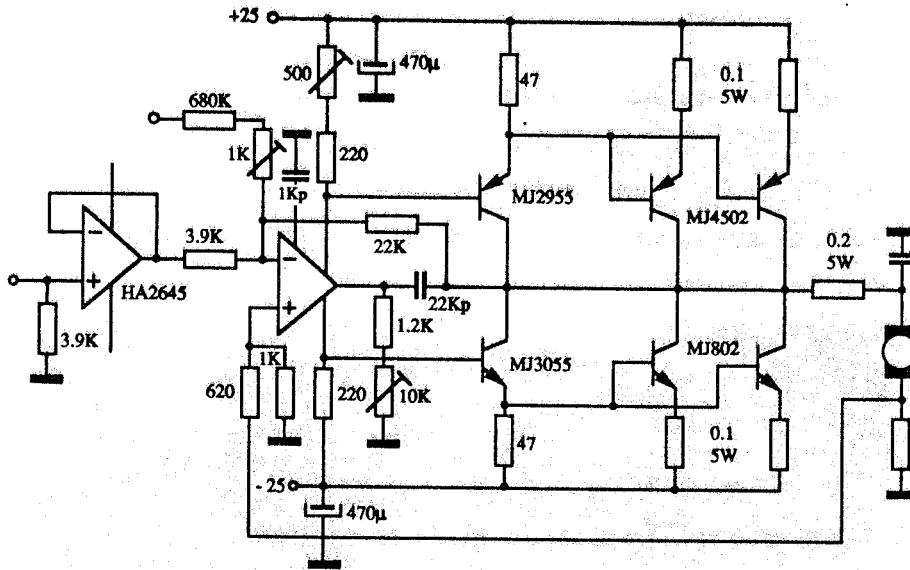 +25
500
470μ
47
0.1
5W
680K
1K
220
1Kp
MJ2955
MJ4502
3.9K
22K
0.2
5W
HA2645
22Kp
1.2K
3.9K
MJ3055
MJ802
1K
620
220
10K
47
0.1
5W
- 25
470μ